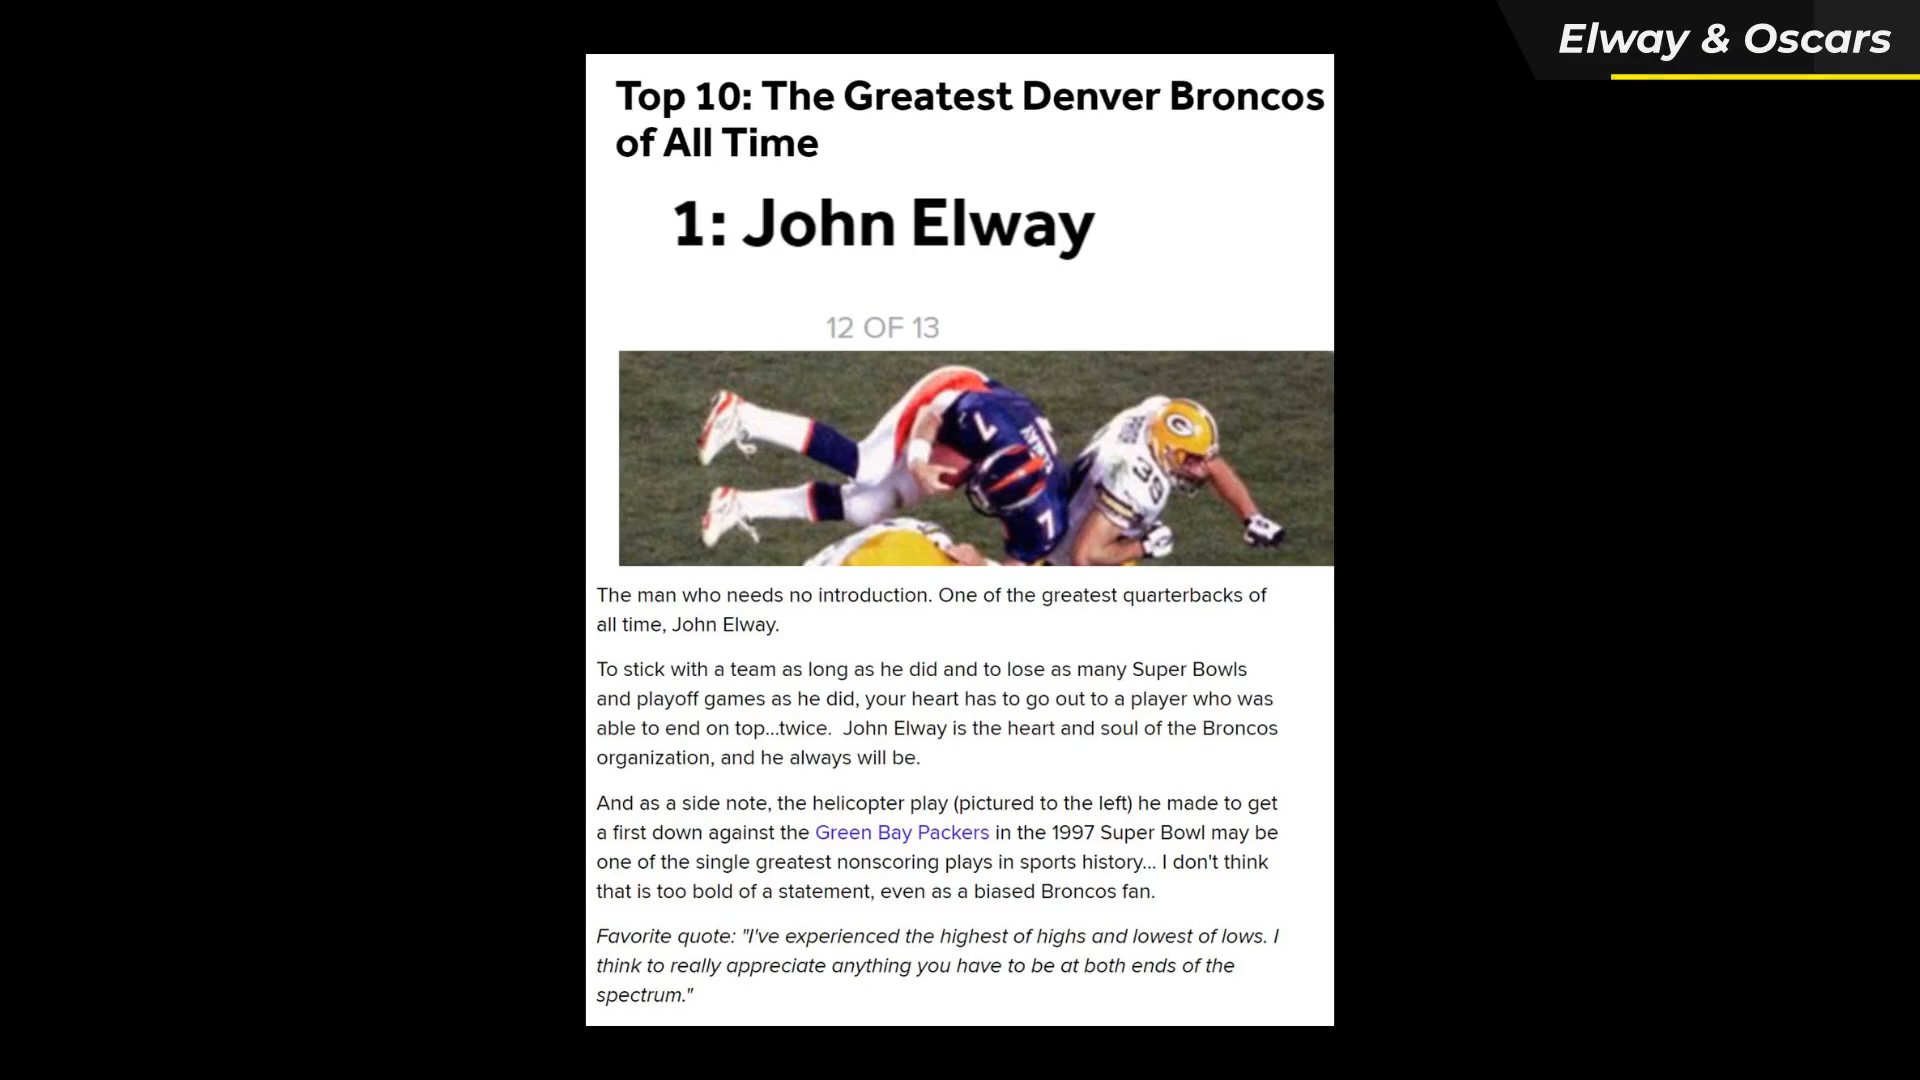 Elway & Oscars
Top 10: The Greatest Denver Broncos
of All Time
1: John Elway
12 OF 13
7
7
38
G
The man who needs no introduction. One of the greatest quarterbacks of
all time, John Elway.
To stick with a team as long as he did and to lose as many Super Bowls
and playoff games as he did, your heart has to go out to a player who was
able to end on top...twice.  John Elway is the heart and soul of the Broncos
organization, and he always will be.
And as a side note, the helicopter play (pictured to the left) he made to get
a first down against the Green Bay Packers in the 1997 Super Bowl may be
one of the single greatest nonscoring plays in sports history... I don't think
that is too bold of a statement, even as a biased Broncos fan.
Favorite quote: "I've experienced the highest of highs and lowest of lows. I
think to really appreciate anything you have to be at both ends of the
spectrum."